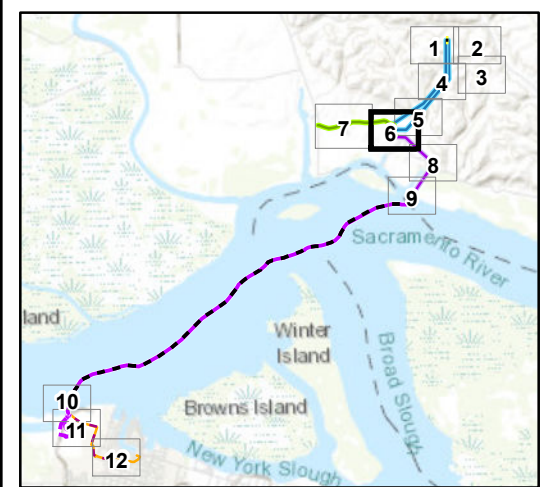 1
2
3
4
5
6
7
8
9
Sacramento River
land
Winter
Island
Broad Slough
10
Browns Island
11
12
New York Slough